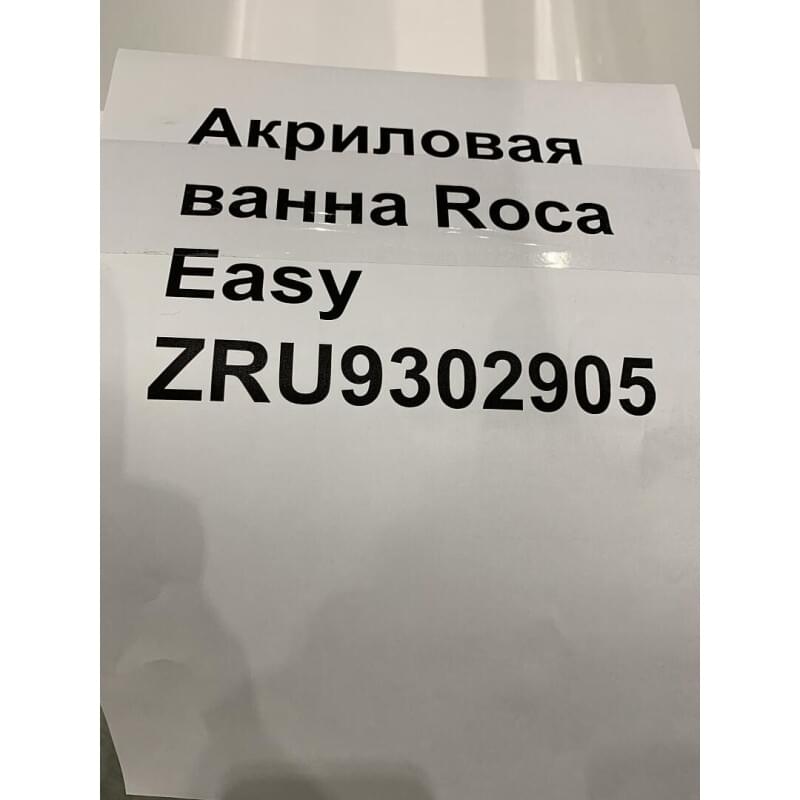 Акриловая
ванна Roca
Easy
ZRU9302905